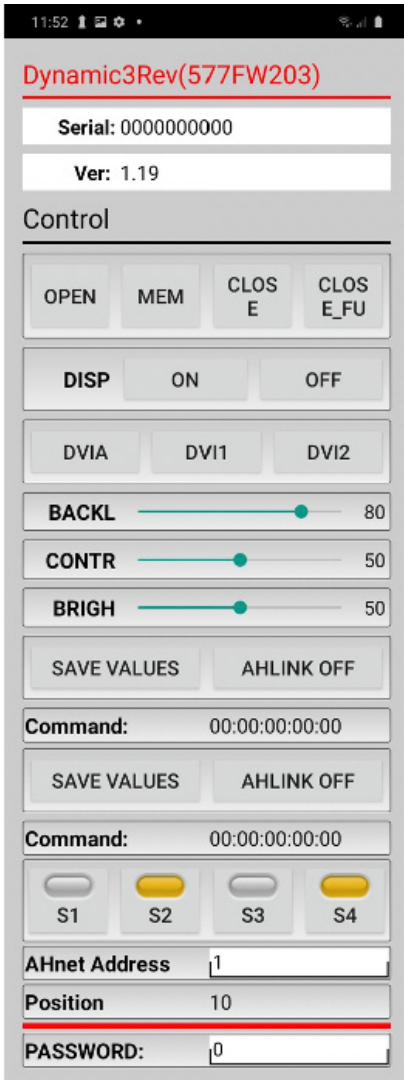 11:52
Dynamic3Rev(577FW203)
Serial: 0000000000
Ver: 1.19
Control
OPEN MEM CLOS E CLOS E_FU
DISP ON OFF
DVIA DVI1 DVI2
BACKL 80
CONTR 50
BRIGH 50
SAVE VALUES AHLINK OFF
Command: 00:00:00:00:00
SAVE VALUES AHLINK OFF
Command: 00:00:00:00:00
S1 S2 S3 S4
AHnet Address 1
Position 10
PASSWORD: 0